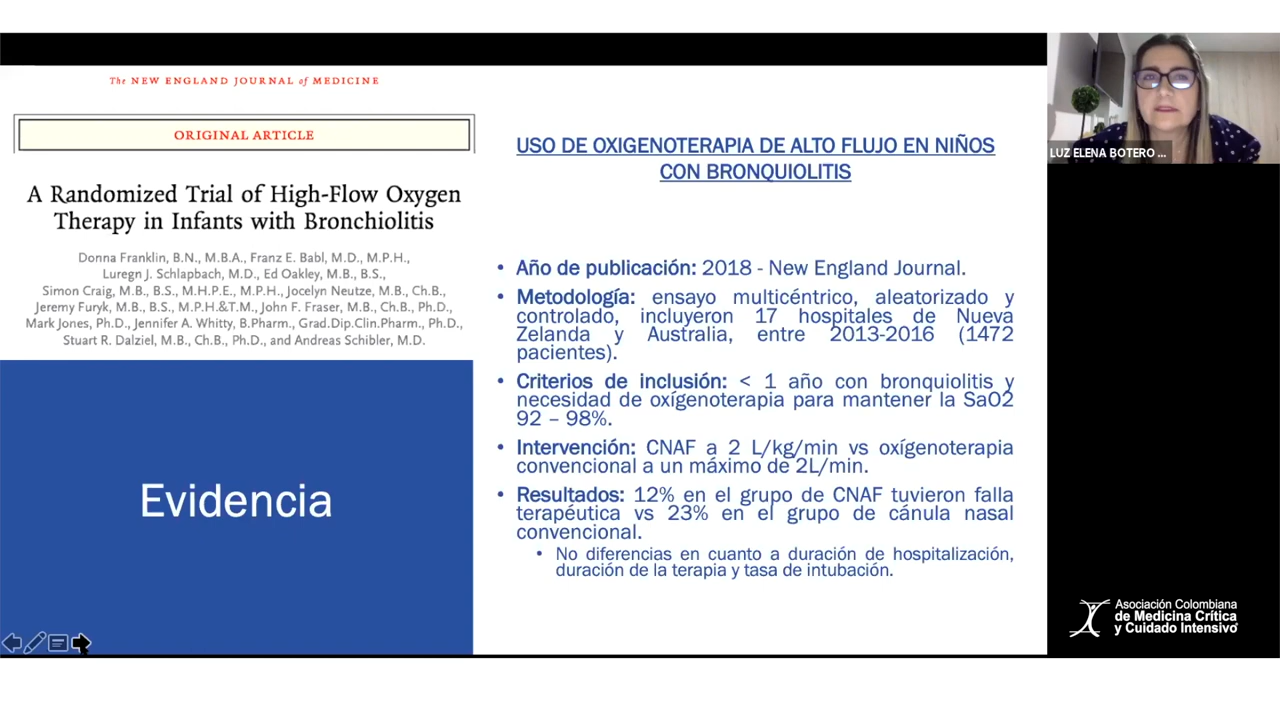 The NEW ENGLAND JOURNAL of MEDICINE
ORIGINAL ARTICLE
A Randomized Trial of High-Flow Oxygen
Therapy in Infants with Bronchiolitis
Donna Franklin, B.N., M.B.A., Franz E. Babl, M.D., M.P.H.,
Luregn J. Schlapbach, M.D., Ed Oakley, M.B., B.S.,
Simon Craig, M.B., B.S., M.H.P.E., M.P.H., Jocelyn Neutze, M.B., Ch.B.,
Jeremy Furyk, M.B., B.S., M.P.H.&T.M., John F. Fraser, M.B., Ch.B., Ph.D.,
Mark Jones, Ph.D., Jennifer A. Whitty, B.Pharm., Grad.Dip.Clin.Pharm., Ph.D.,
Stuart R. Dalziel, M.B., Ch.B., Ph.D., and Andreas Schibler, M.D.
Evidencia
USO DE OXIGENOTERAPIA DE ALTO FLUJO EN NIÑOS
CON BRONQUIOLITIS
• Año de publicación: 2018 - New England Journal.
• Metodología: ensayo multicéntrico, aleatorizado y
controlado, incluyeron 17 hospitales de Nueva
Zelanda y Australia, entre 2013-2016 (1472
pacientes).
• Criterios de inclusión: < 1 año con bronquiolitis y
necesidad de oxígenoterapia para mantener la SaO2
92 – 98%.
• Intervención: CNAF a 2 L/kg/min vs oxígenoterapia
convencional a un máximo de 2L/min.
• Resultados: 12% en el grupo de CNAF tuvieron falla
terapéutica vs 23% en el grupo de cánula nasal
convencional.
• No diferencias en cuanto a duración de hospitalización,
duración de la terapia y tasa de intubación.
LUZ ELENA BOTERO ...
Asociación Colombiana
de Medicina Crítica
y Cuidado Intensivo